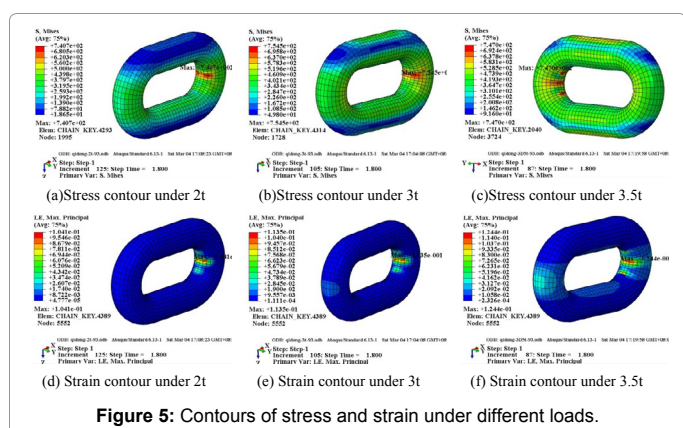 S, Mises
(Avg: 75%)
+7.407e+02
+6.805e+02
+6.203e+02
+5.602e+02
+5.000e+02
+4.398e+02
+3.797e+02
+3.195e+02
+2.593e+02
+1.992e+02
+1.390e+02
+7.882e+01
+1.865e+01
Max: +7.407e+02
Elem: CHAIN_KEY.4293
Node: 1995
Step: Step-1
Increment 125: Step Time = 1.800
Primary Var: S, Mises
(a)Stress contour under 2t
S, Mises
(Avg: 75%)
+7.545e+02
+6.958e+02
+6.370e+02
+5.783e+02
+5.196e+02
+4.609e+02
+4.021e+02
+3.434e+02
+2.847e+02
+2.260e+02
+1.672e+02
+1.085e+02
+4.980e+01
Max: +7.545e+02
Elem: CHAIN_KEY.4314
Node: 1728
Step: Step-1
Increment 105: Step Time = 1.800
Primary Var: S, Mises
(b)Stress contour under 3t
S, Mises
(Avg: 75%)
+7.470e+02
+6.924e+02
+6.378e+02
+5.831e+02
+5.285e+02
+4.739e+02
+4.193e+02
+3.647e+02
+3.101e+02
+2.554e+02
+2.008e+02
+1.462e+02
+9.160e+01
Max: +7.470e+02
Elem: CHAIN_KEY.2040
Node: 3724
Step: Step-1
Increment 87: Step Time = 1.800
Primary Var: S, Mises
(c)Stress contour under 3.5t
LE, Max. Principal
(Avg: 75%)
+1.041e-01
+9.546e-02
+8.679e-02
+7.811e-02
+6.944e-02
+6.076e-02
+5.209e-02
+4.342e-02
+3.474e-02
+2.607e-02
+1.740e-02
+8.722e-03
+4.777e-05
Max: +1.041e-01
Elem: CHAIN_KEY.4389
Node: 5552
Step: Step-1
Increment 125: Step Time = 1.800
Primary Var: LE, Max. Principal
(d) Strain contour under 2t
LE, Max. Principal
(Avg: 75%)
+1.135e-01
+1.040e-01
+9.457e-02
+8.512e-02
+7.568e-02
+6.623e-02
+5.679e-02
+4.734e-02
+3.789e-02
+2.845e-02
+1.900e-02
+9.557e-03
+1.111e-04
Max: +1.135e-01
Elem: CHAIN_KEY.4389
Node: 5552
Step: Step-1
Increment 105: Step Time = 1.800
Primary Var: LE, Max. Principal
(e) Strain contour under 3t
LE, Max. Principal
(Avg: 75%)
+1.244e-01
+1.140e-01
+1.037e-01
+9.335e-02
+8.300e-02
+7.265e-02
+6.231e-02
+5.196e-02
+4.162e-02
+3.127e-02
+2.092e-02
+1.058e-02
+2.326e-04
Max: +1.244e-01
Elem: CHAIN_KEY.4389
Node: 5552
Step: Step-1
Increment 87: Step Time = 1.800
Primary Var: LE, Max. Principal
(f) Strain contour under 3.5t
Figure 5: Contours of stress and strain under different loads.